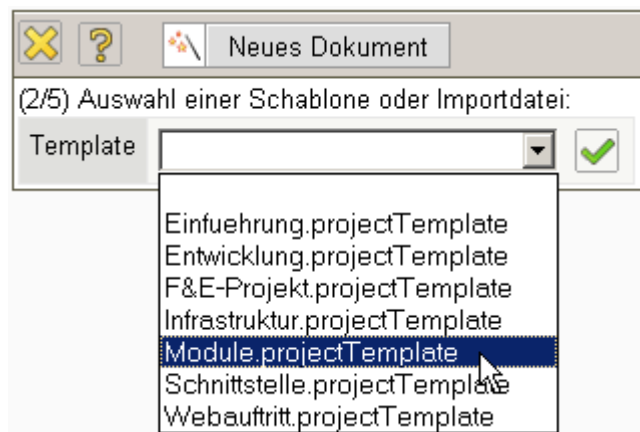 Neues Dokument
(2/5) Auswahl einer Schablone oder Importdatei:
Template
Einfuehrung.projectTemplate
Entwicklung.projectTemplate
F&E-Projekt.projectTemplate
Infrastruktur.projectTemplate
Module.projectTemplate
Schnittstelle.projectTemplate
Webauftritt.projectTemplate